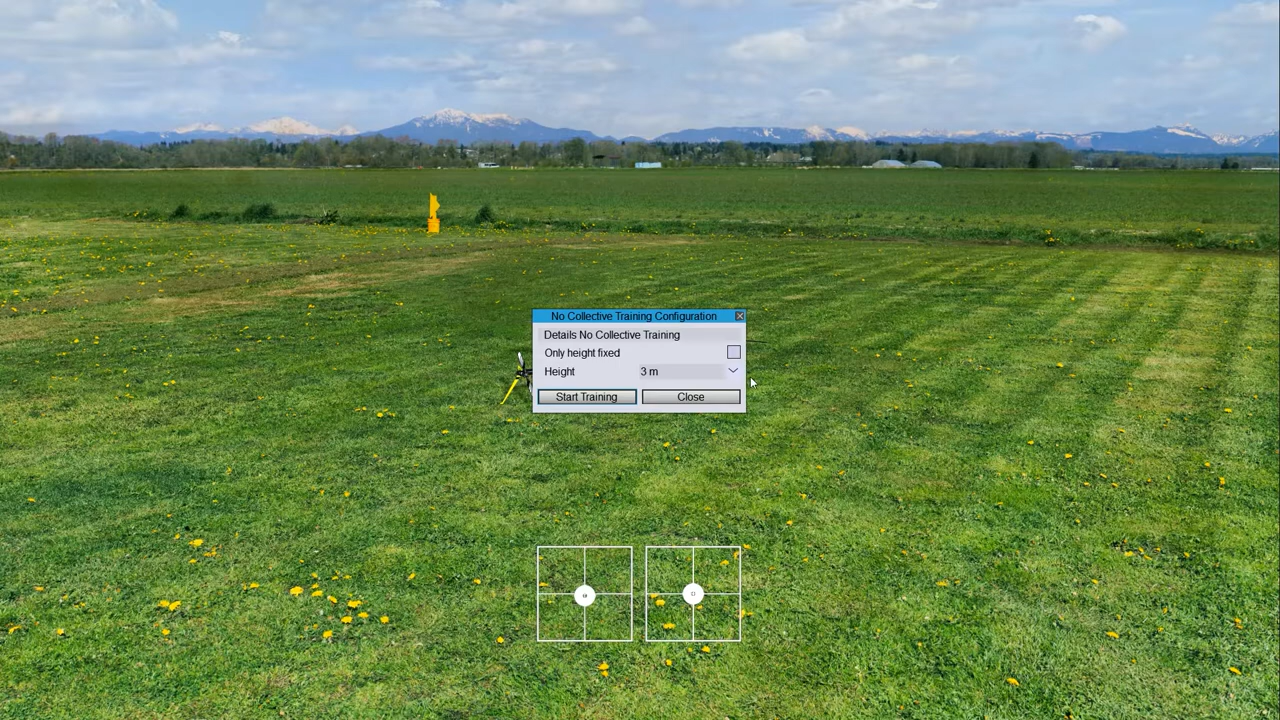 No Collective Training Configuration
Details No Collective Training
Only height fixed
Height 3 m
Start Training Close